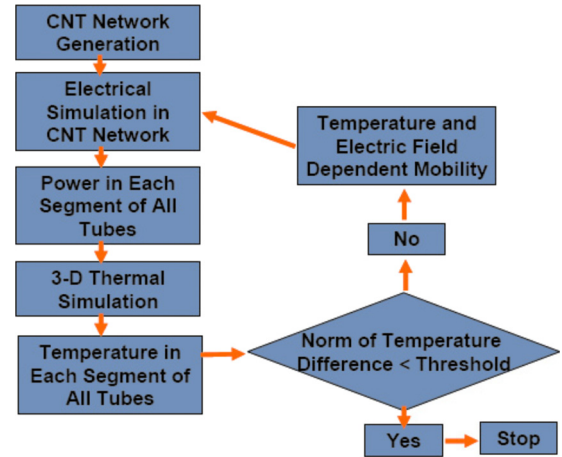 CNT Network
Generation
Electrical
Simulation in
CNT Network
Power in Each
Segment of All
Tubes
3-D Thermal
Simulation
Temperature in
Each Segment of
All Tubes
Norm of Temperature
Difference < Threshold
No
Temperature and
Electric Field
Dependent Mobility
Yes
Stop